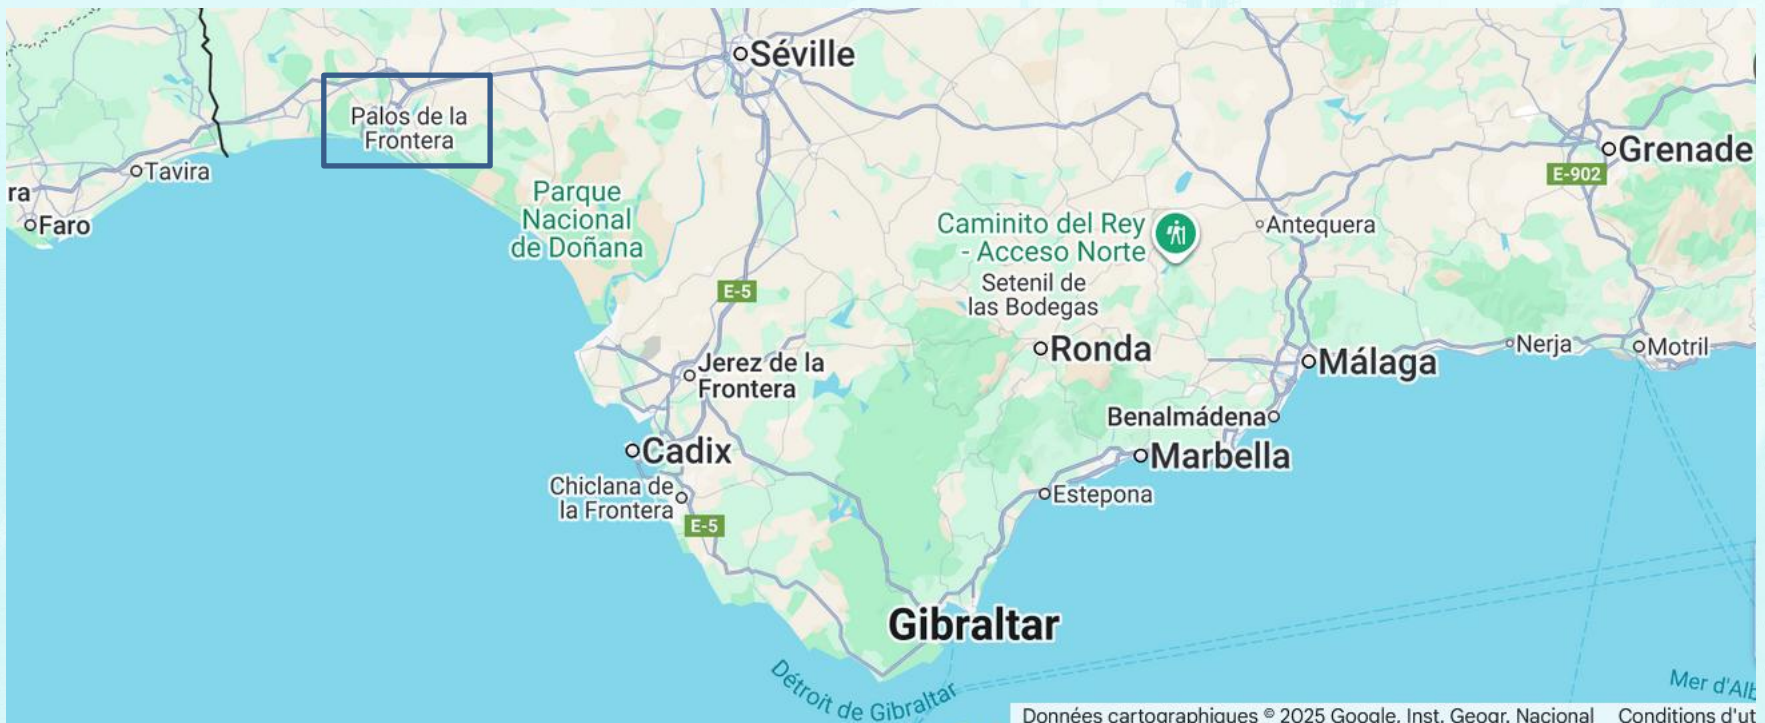 Séville
Palos de la
Frontera
Grenade
E-902
Tavira
ra
Faro
Parque
Nacional
de Doñana
Caminito del Rey
- Acceso Norte
Antequera
Setenil de
las Bodegas
E-5
Ronda
Nerja
Motril
Málaga
Jerez de la
Frontera
Benalmádena
Cadix
Marbella
Chiclana de
la Frontera
Estepona
E-5
Gibraltar
Détroit de Gibraltar
Mer d'Alb
Données cartographiques © 2025 Google, Inst. Geogr. Nacional Conditions d'ut